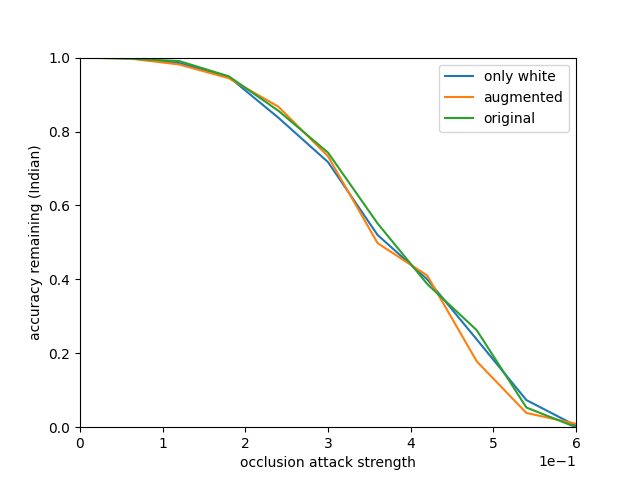 1.0
0.8
0.6
0.4
0.2
0.0
accuracy remaining (Indian)
only white
augmented
original
0 1 2 3 4 5 6
1e−1
occlusion attack strength